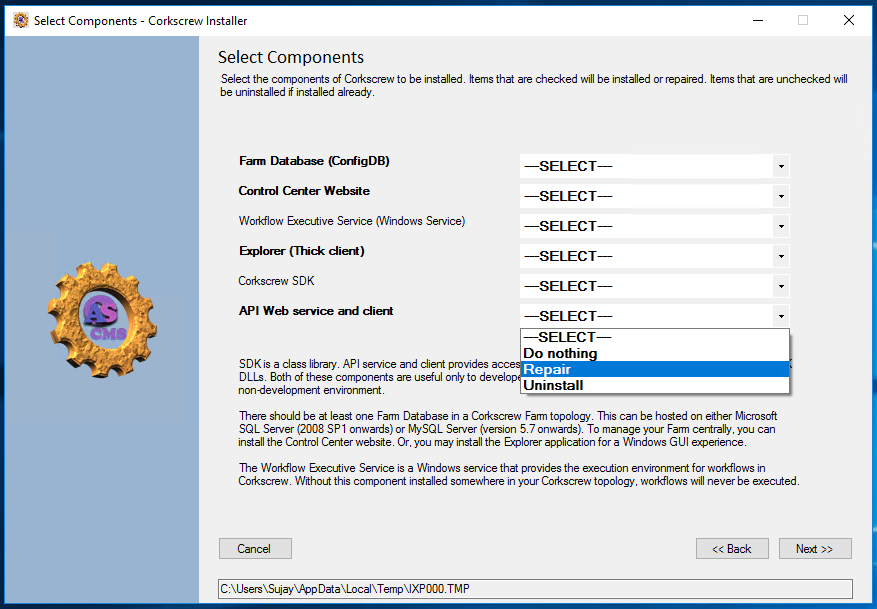 Select Components - Corkscrew Installer
Select Components
Select the components of Corkscrew to be installed. Items that are checked will be installed or repaired. Items that are unchecked will
be uninstalled if installed already.
Farm Database (ConfigDB) ---SELECT---
Control Center Website ---SELECT---
Workflow Executive Service (Windows Service) ---SELECT---
Explorer (Thick client) ---SELECT---
Corkscrew SDK ---SELECT---
API Web service and client ---SELECT---
---SELECT---
Do nothing
Repair
Uninstall
AS
CMS
SDK is a class library. API service and client provides
DLLs. Both of these components are useful only to
non-development environment.
There should be at least one Farm Database in a Corkscrew Farm topology. This can be hosted on either Microsoft
SQL Server (2008 SP1 onwards) or MySQL Server (version 5.7 onwards). To manage your Farm centrally, you can
install the Control Center website. Or, you may install the Explorer application for a Windows GUI experience.
The Workflow Executive Service is a Windows service that provides the execution environment for workflows in
Corkscrew. Without this component installed somewhere in your Corkscrew topology, workflows will never be executed.
Cancel << Back Next >>
C:\Users\Sujay\AppData\Local\Temp\IXP000.TMP